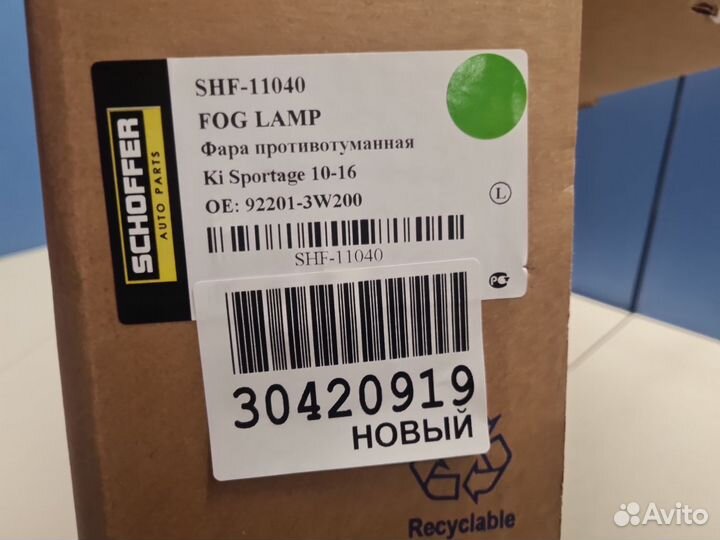 SCHOFFER
AUTO PARTS
SHF-11040
FOG LAMP
Фара противотуманная
Ki Sportage 10-16
OE: 92201-3W200
L
SHF-11040
РСТ
30420919
НОВЫЙ
Recyclable
Avito